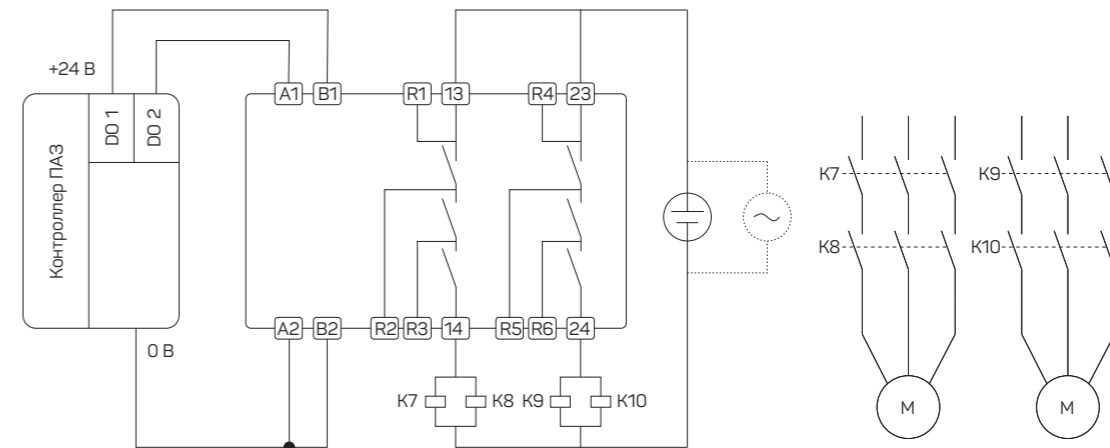 +24 В
Контроллер ПАЗ
DO 1
DO 2
0 В
A1 B1 R1 13 R4 23
A2 B2 R2 R3 14 R5 R6 24
K7 K8 K9 K10
K7
K8
M
K9
K10
M